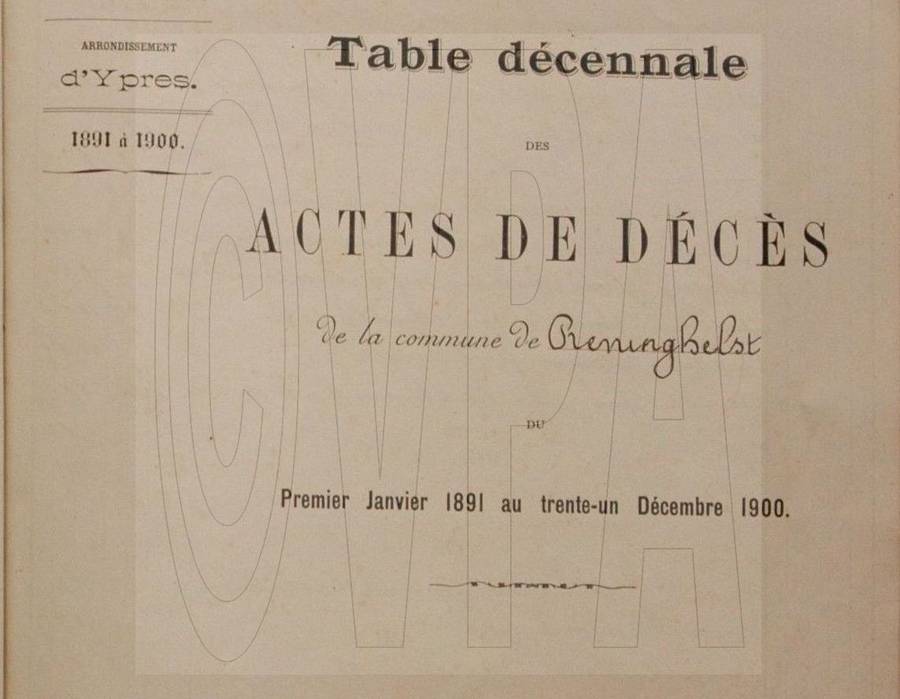 ARRONDISSEMENT
d'Ypres.
1891 à 1900.
Table décennale
DES
ACTES DE DÉCÈS
de la commune de Reninghelst
DU
Premier Janvier 1891 au trente-un Décembre 1900.
CVPA